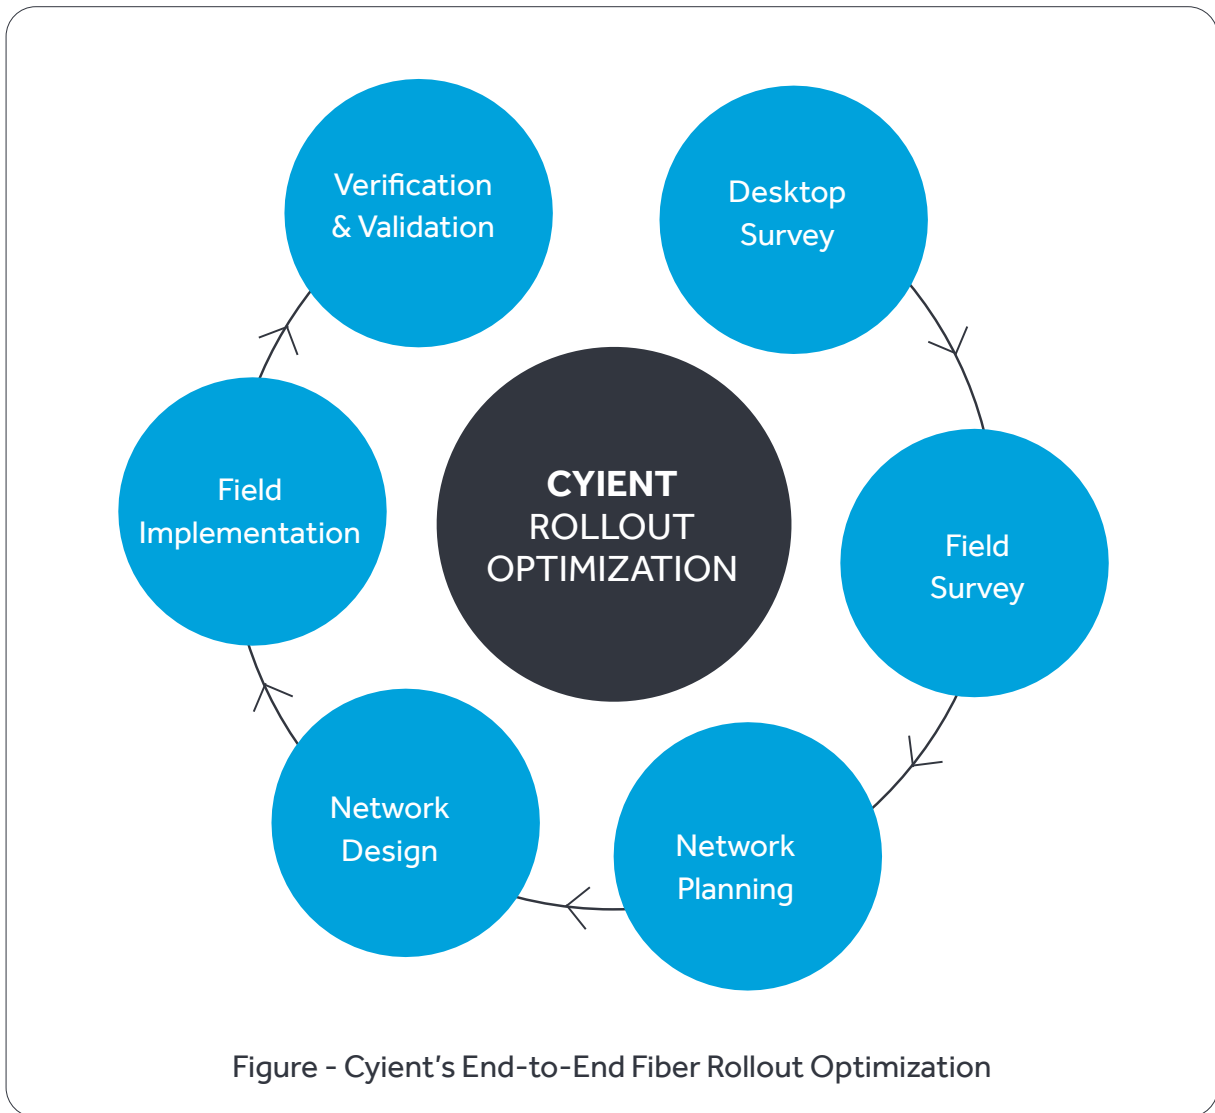 Verification
& Validation
Desktop
Survey
Field
Implementation
CYIENT
ROLLOUT
OPTIMIZATION
Field
Survey
Network
Design
Network
Planning
Figure - Cyient's End-to-End Fiber Rollout Optimization